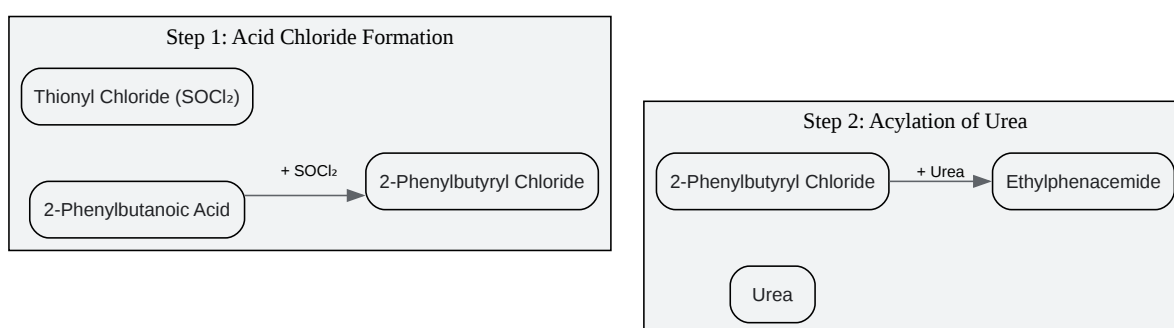 Step 1: Acid Chloride Formation
Thionyl Chloride (SOCl₂)
+ SOCl₂
2-Phenylbutyryl Chloride
2-Phenylbutanoic Acid
Step 2: Acylation of Urea
2-Phenylbutyryl Chloride
+ Urea
Ethylphenacemide
Urea